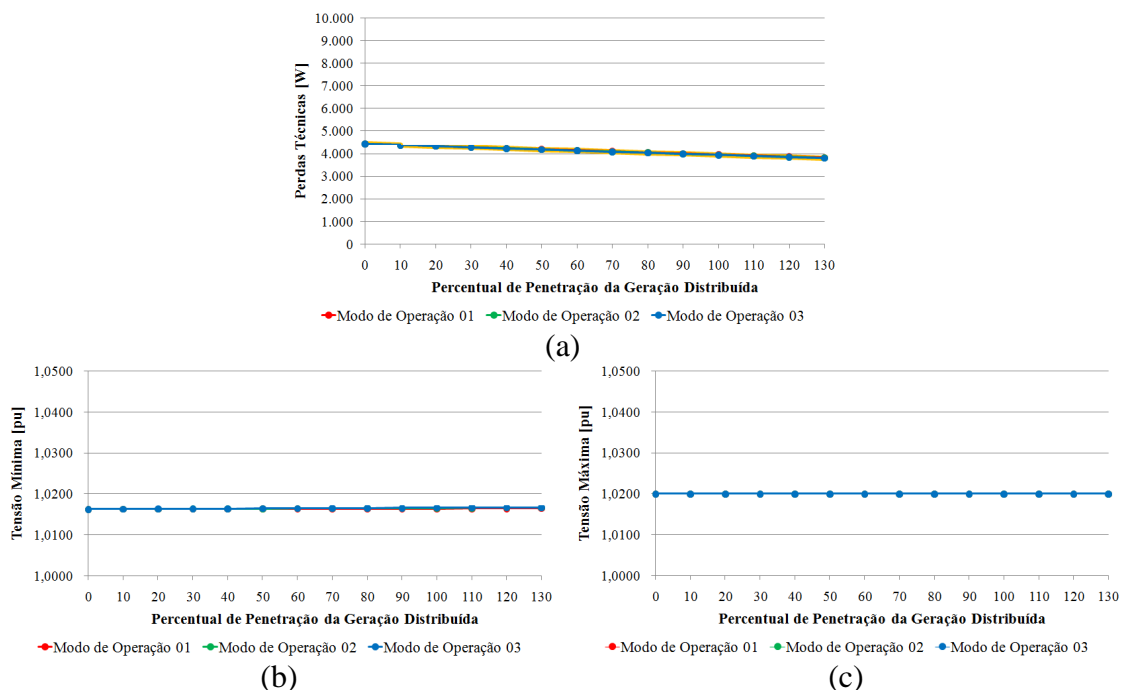 10.000
9.000
8.000
7.000
6.000
5.000
4.000
3.000
2.000
1.000
0
Perdas Técnicas [W]
0 10 20 30 40 50 60 70 80 90 100 110 120 130
Percentual de Penetração da Geração Distribuída
Modo de Operação 01 Modo de Operação 02 Modo de Operação 03
(a)
1,0500
1,0400
1,0300
1,0200
1,0100
1,0000
Tensão Mínima [pu]
0 10 20 30 40 50 60 70 80 90 100 110 120 130
Percentual de Penetração da Geração Distribuída
Modo de Operação 01 Modo de Operação 02 Modo de Operação 03
(b)
1,0500
1,0400
1,0300
1,0200
1,0100
1,0000
Tensão Máxima [pu]
0 10 20 30 40 50 60 70 80 90 100 110 120 130
Percentual de Penetração da Geração Distribuída
Modo de Operação 01 Modo de Operação 02 Modo de Operação 03
(c)